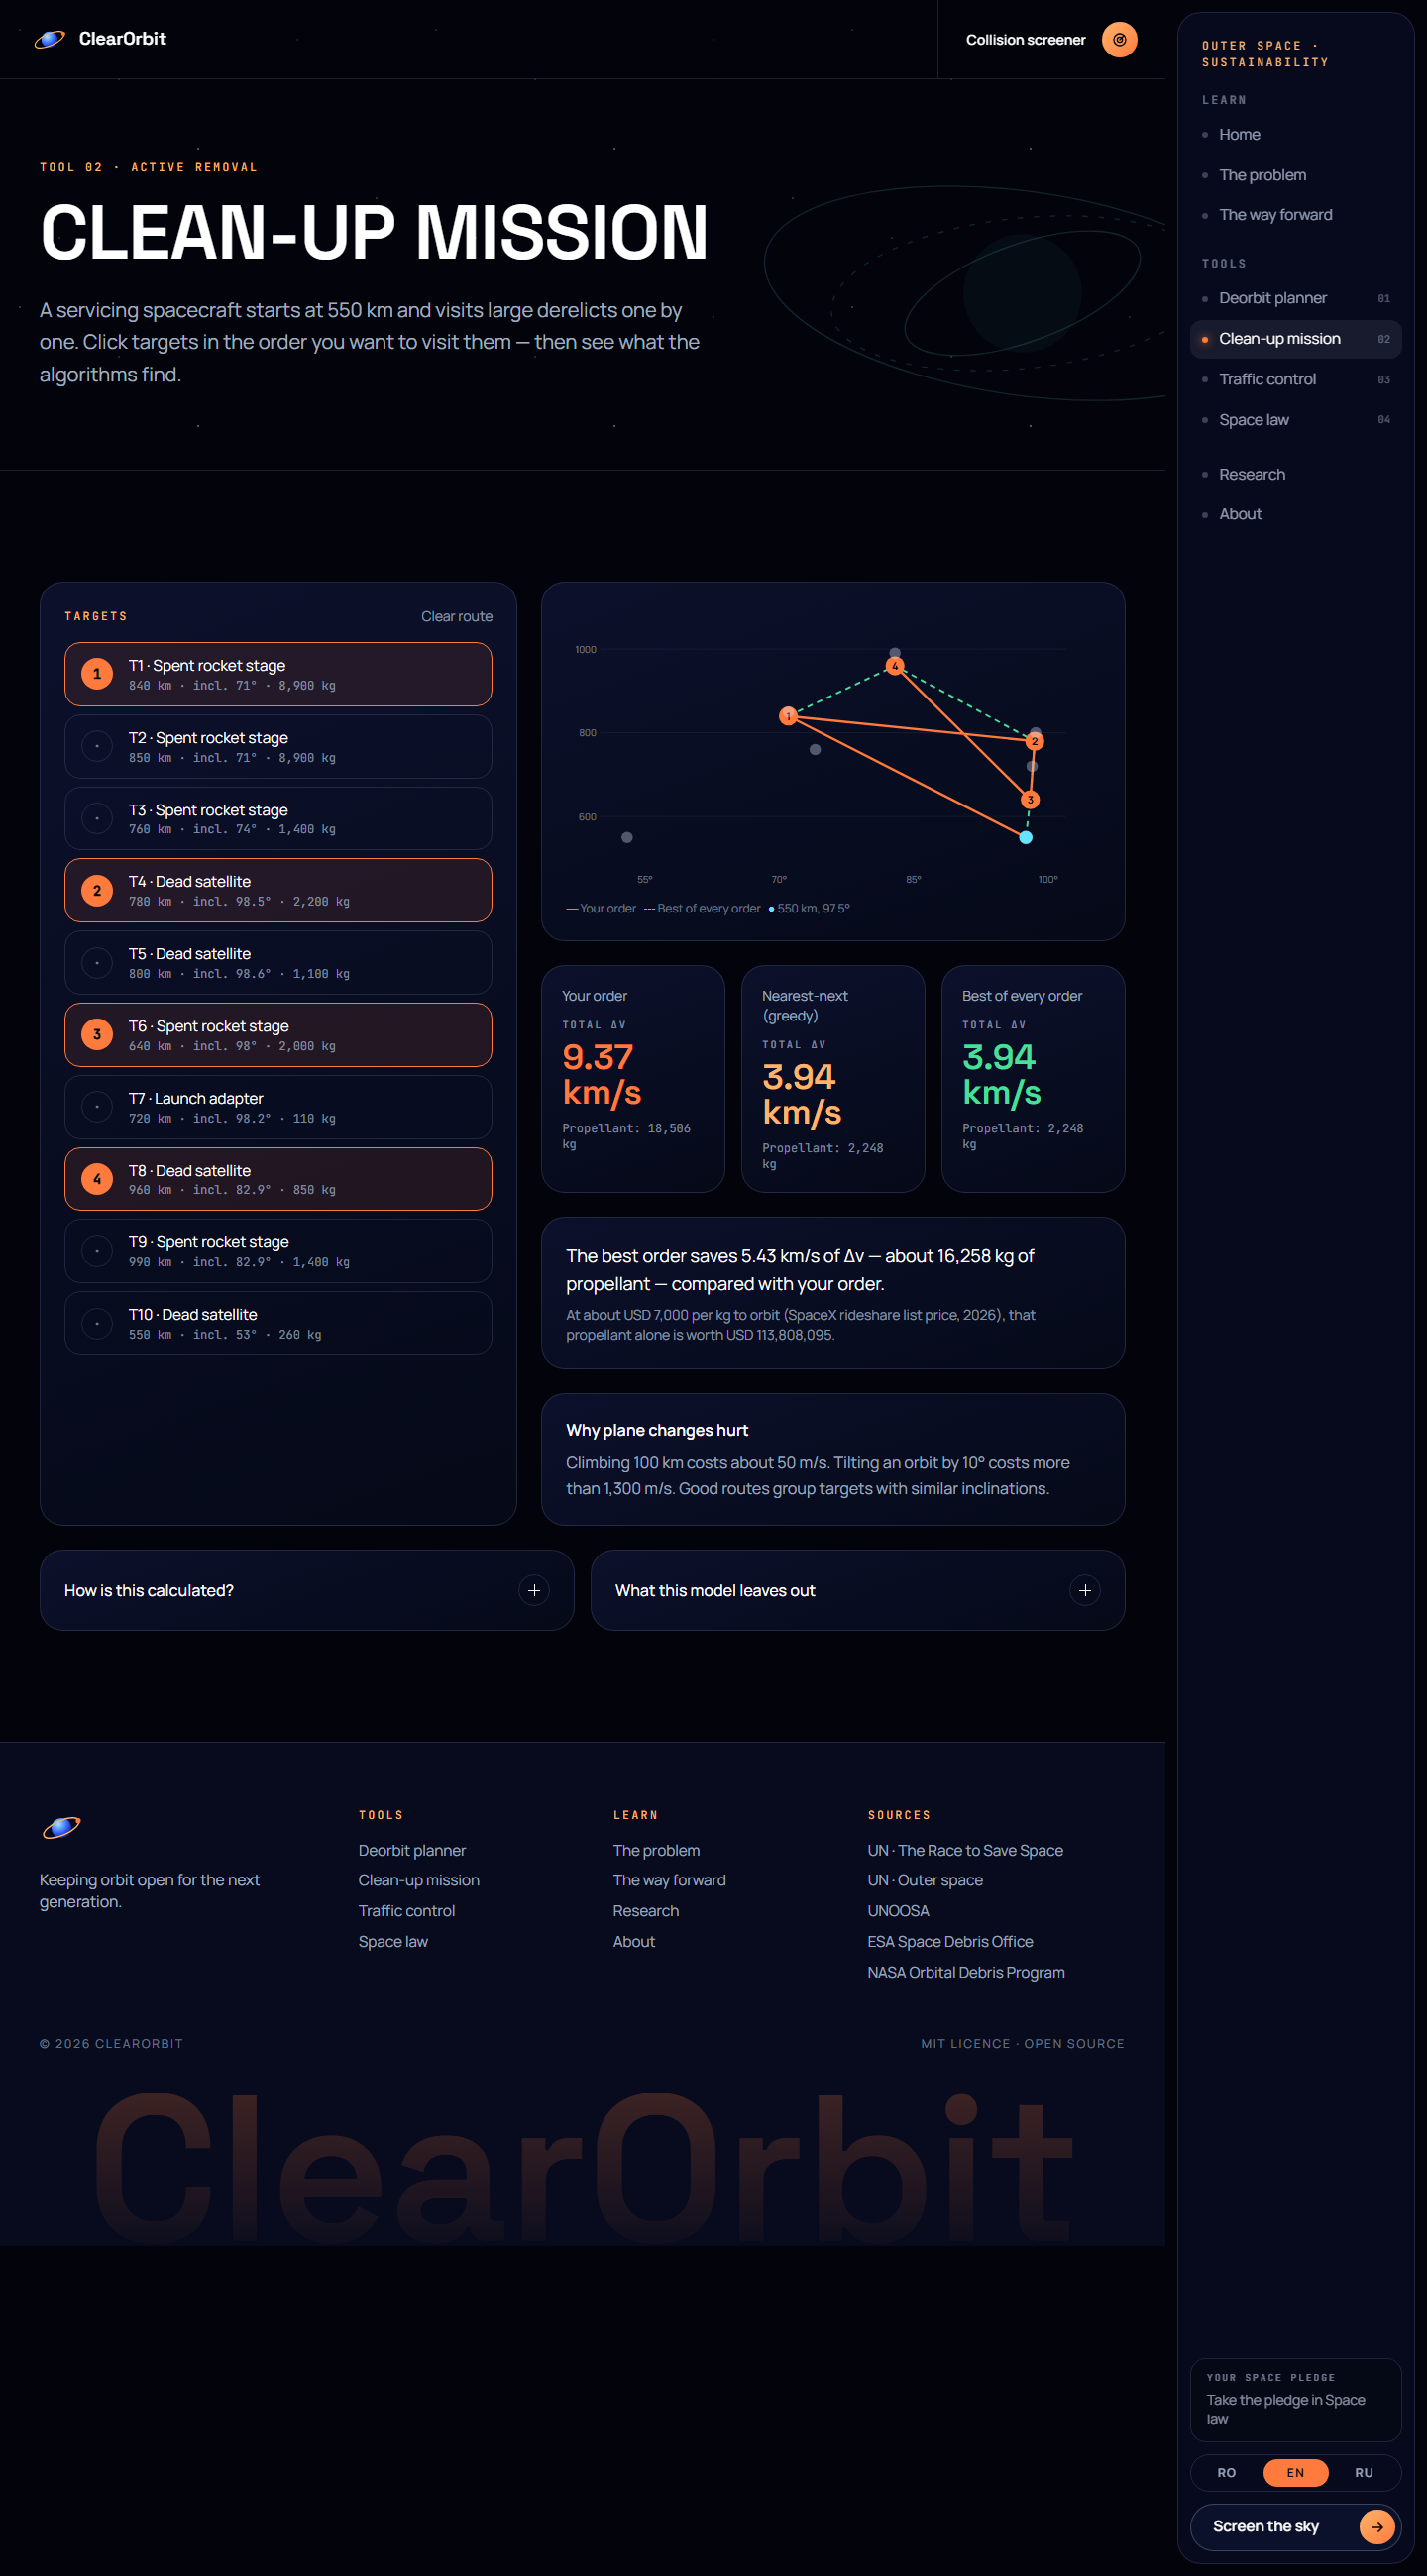 ClearOrbit
Collision screener
TOOL 02 · ACTIVE REMOVAL
CLEAN-UP MISSION
A servicing spacecraft starts at 550 km and visits large derelicts one by
one. Click targets in the order you want to visit them — then see what the
algorithms find.
TARGETS
Clear route
1
T1 · Spent rocket stage
840 km · incl. 71° · 8,900 kg
T2 · Spent rocket stage
850 km · incl. 71° · 8,900 kg
T3 · Spent rocket stage
760 km · incl. 74° · 1,400 kg
2
T4 · Dead satellite
780 km · incl. 98.5° · 2,200 kg
T5 · Dead satellite
800 km · incl. 98.6° · 1,100 kg
3
T6 · Spent rocket stage
640 km · incl. 98° · 2,000 kg
T7 · Launch adapter
720 km · incl. 98.2° · 110 kg
4
T8 · Dead satellite
960 km · incl. 82.9° · 850 kg
T9 · Spent rocket stage
990 km · incl. 82.9° · 1,400 kg
T10 · Dead satellite
550 km · incl. 53° · 260 kg
1000
800
600
4
1
2
3
55°
70°
85°
100°
Your order
Best of every order
550 km, 97.5°
Your order
TOTAL ΔV
9.37
km/s
Propellant: 18,506
kg
Nearest-next
(greedy)
TOTAL ΔV
3.94
km/s
Propellant: 2,248
kg
Best of every order
TOTAL ΔV
3.94
km/s
Propellant: 2,248
kg
The best order saves 5.43 km/s of Δv — about 16,258 kg of
propellant — compared with your order.
At about USD 7,000 per kg to orbit (SpaceX rideshare list price, 2026), that
propellant alone is worth USD 113,808,095.
Why plane changes hurt
Climbing 100 km costs about 50 m/s. Tilting an orbit by 10° costs more
than 1,300 m/s. Good routes group targets with similar inclinations.
How is this calculated?
What this model leaves out
Keeping orbit open for the next
generation.
TOOLS
Deorbit planner
Clean-up mission
Traffic control
Space law
LEARN
The problem
The way forward
Research
About
SOURCES
UN · The Race to Save Space
UN · Outer space
UNOOSA
ESA Space Debris Office
NASA Orbital Debris Program
© 2026 CLEARORBIT
MIT LICENCE · OPEN SOURCE
ClearOrbit
OUTER SPACE ·
SUSTAINABILITY
LEARN
Home
The problem
The way forward
TOOLS
Deorbit planner 01
Clean-up mission 02
Traffic control 03
Space law 04
Research
About
YOUR SPACE PLEDGE
Take the pledge in Space
law
RO EN RU
Screen the sky